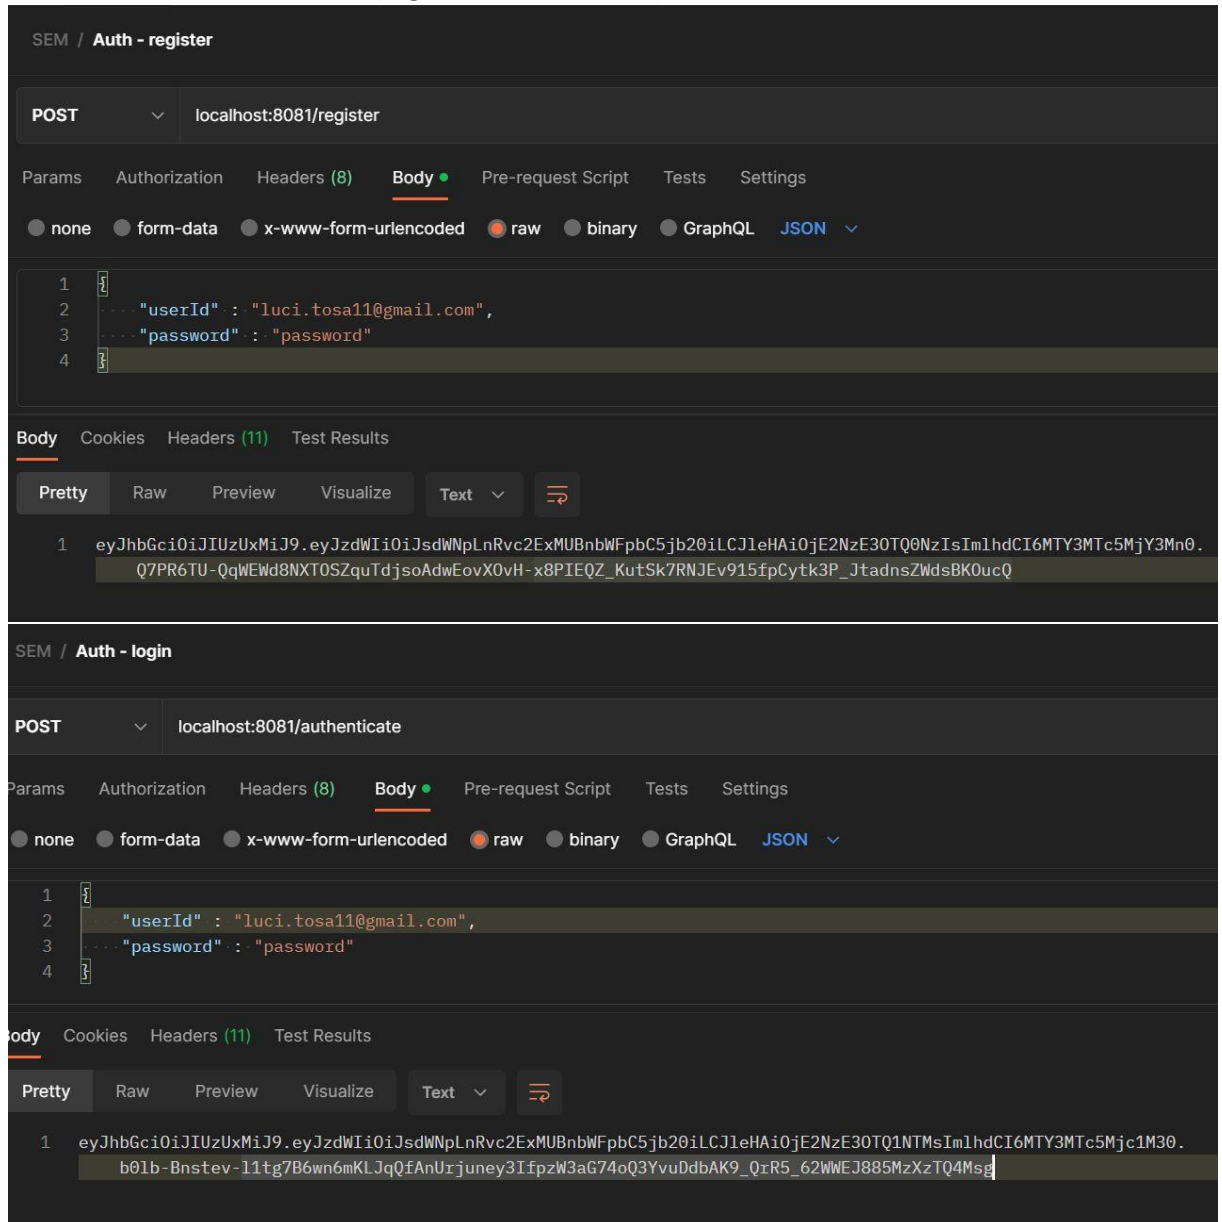 SEM / Auth - register
POST localhost:8081/register
Params Authorization Headers (8) Body Pre-request Script Tests Settings
none form-data x-www-form-urlencoded raw binary GraphQL JSON
1 {
2 "userId" : "luci.tosa11@gmail.com",
3 "password" : "password"
4 }
Body Cookies Headers (11) Test Results
Pretty Raw Preview Visualize Text
1 eyJhbGciOiJIUzUxMiJ9.eyJzdWIiOiJsdWNpLnRvc2ExMUBnbWFpbC5jb20iLCJleHAiOjE2NzE3OTQ0NzIsImlhdCI6MTY3MTc5MjY3Mn0.
Q7PR6TU-QqWEWd8NXTOSZquTdjsoAdwEovXOvH-x8PIEQZ_KutSk7RNJEv915fpCytk3P_JtadnsZWdsBKOucQ
SEM / Auth - login
POST localhost:8081/authenticate
Params Authorization Headers (8) Body Pre-request Script Tests Settings
none form-data x-www-form-urlencoded raw binary GraphQL JSON
1 {
2 "userId" : "luci.tosa11@gmail.com",
3 "password" : "password"
4 }
Body Cookies Headers (11) Test Results
Pretty Raw Preview Visualize Text
1 eyJhbGciOiJIUzUxMiJ9.eyJzdWIiOiJsdWNpLnRvc2ExMUBnbWFpbC5jb20iLCJleHAiOjE2NzE3OTQ1NTMsImlhdCI6MTY3MTc5Mjc1M30.
b0lb-Bnstev-l1tg7B6wn6mKLJqQfAnUrjuney3IfpzW3aG74oQ3YvuDdbAK9_QrR5_62WWEJ885MzXzTQ4Msg